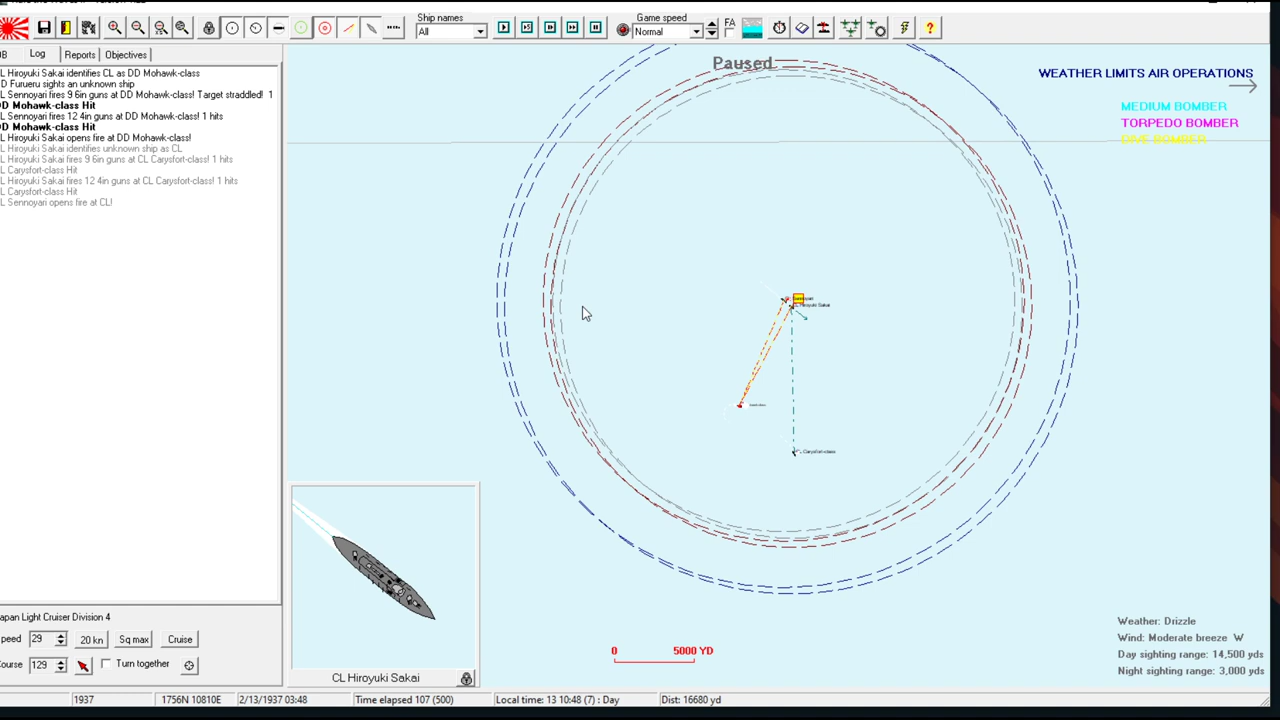 Ship names
Game speed
All
Normal
FA
?
DB
Log
Reports
Objectives
L Hiroyuki Sakai identifies CL as DD Mohawk-class
D Furueru sights an unknown ship
L Sennoyari fires 9 6in guns at DD Mohawk-class! Target straddled! 1
DD Mohawk-class Hit
L Sennoyari fires 12 4in guns at DD Mohawk-class! 1 hits
DD Mohawk-class Hit
L Hiroyuki Sakai opens fire at DD Mohawk-class!
L Hiroyuki Sakai identifies unknown ship as CL
L Hiroyuki Sakai fires 9 6in guns at CL Carysfort-class! 1 hits
L Carysfort-class Hit
L Hiroyuki Sakai fires 12 4in guns at CL Carysfort-class! 1 hits
L Carysfort-class Hit
L Sennoyari opens fire at CL!
Paused
WEATHER LIMITS AIR OPERATIONS
MEDIUM BOMBER
TORPEDO BOMBER
DIVE BOMBER
Hiroyuki Sakai
Carysfort-class
0 5000 YD
CL Hiroyuki Sakai
apan Light Cruiser Division 4
peed 29 20 kn Sq max Cruise
ourse 129 Turn together
Weather: Drizzle
Wind: Moderate breeze W
Day sighting range: 14,500 yds
Night sighting range: 3,000 yds
1937 1756N 10810E 2/13/1937 03:48 Time elapsed 107 (500) Local time: 13 10:48 (7) : Day Dist: 16680 yd